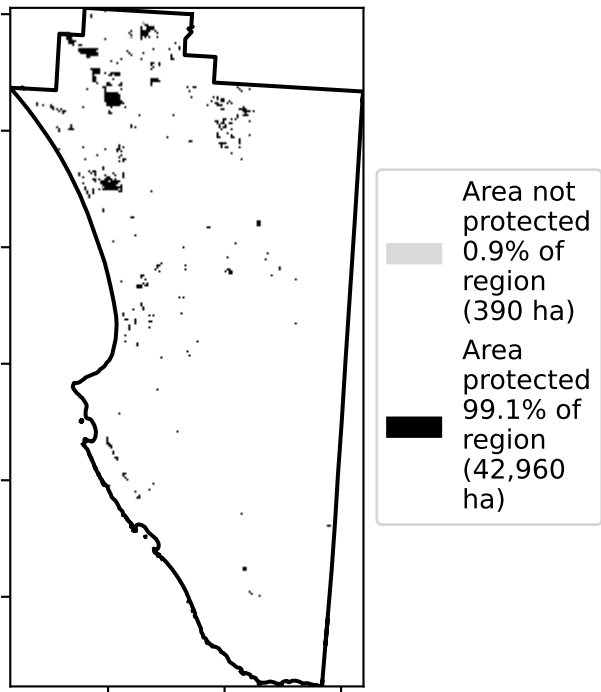 Area not
protected
0.9% of
region
(390 ha)
Area
protected
99.1% of
region
(42,960
ha)